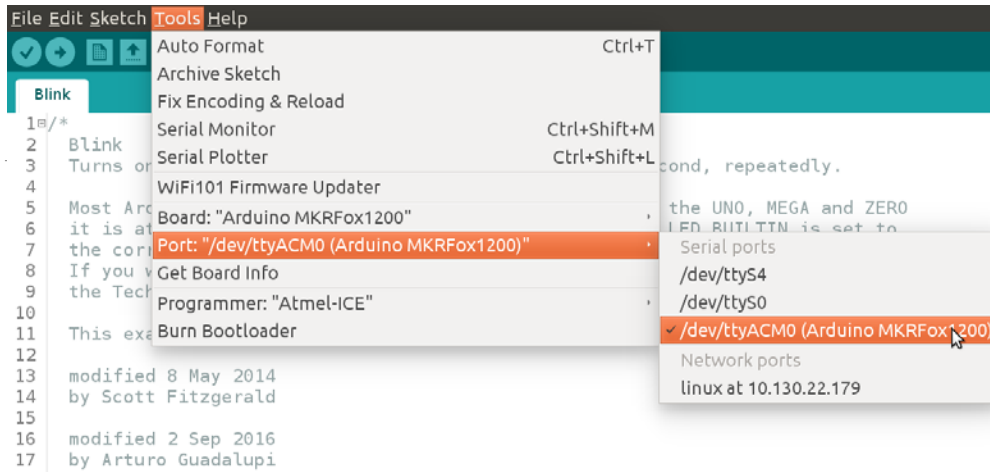 File Edit Sketch Tools Help
Auto Format Ctrl+T
Archive Sketch
Fix Encoding & Reload
Serial Monitor Ctrl+Shift+M
Serial Plotter Ctrl+Shift+L
WiFi101 Firmware Updater
Board: "Arduino MKRFox1200"
Port: "/dev/ttyACM0 (Arduino MKRFox1200)"
Get Board Info
Programmer: "Atmel-ICE"
Burn Bootloader
Serial ports
/dev/ttyS4
/dev/ttyS0
/dev/ttyACM0 (Arduino MKRFox1200)
Network ports
linux at 10.130.22.179
Blink
1 /*
2 Blink
3 Turns on cond, repeatedly.
4
5 Most Ard the UNO, MEGA and ZERO
6 it is at LED_BUILTIN is set to
7 the corr
8 If you w
9 the Tech
10
11 This exa
12
13 modified 8 May 2014
14 by Scott Fitzgerald
15
16 modified 2 Sep 2016
17 by Arturo Guadalupi